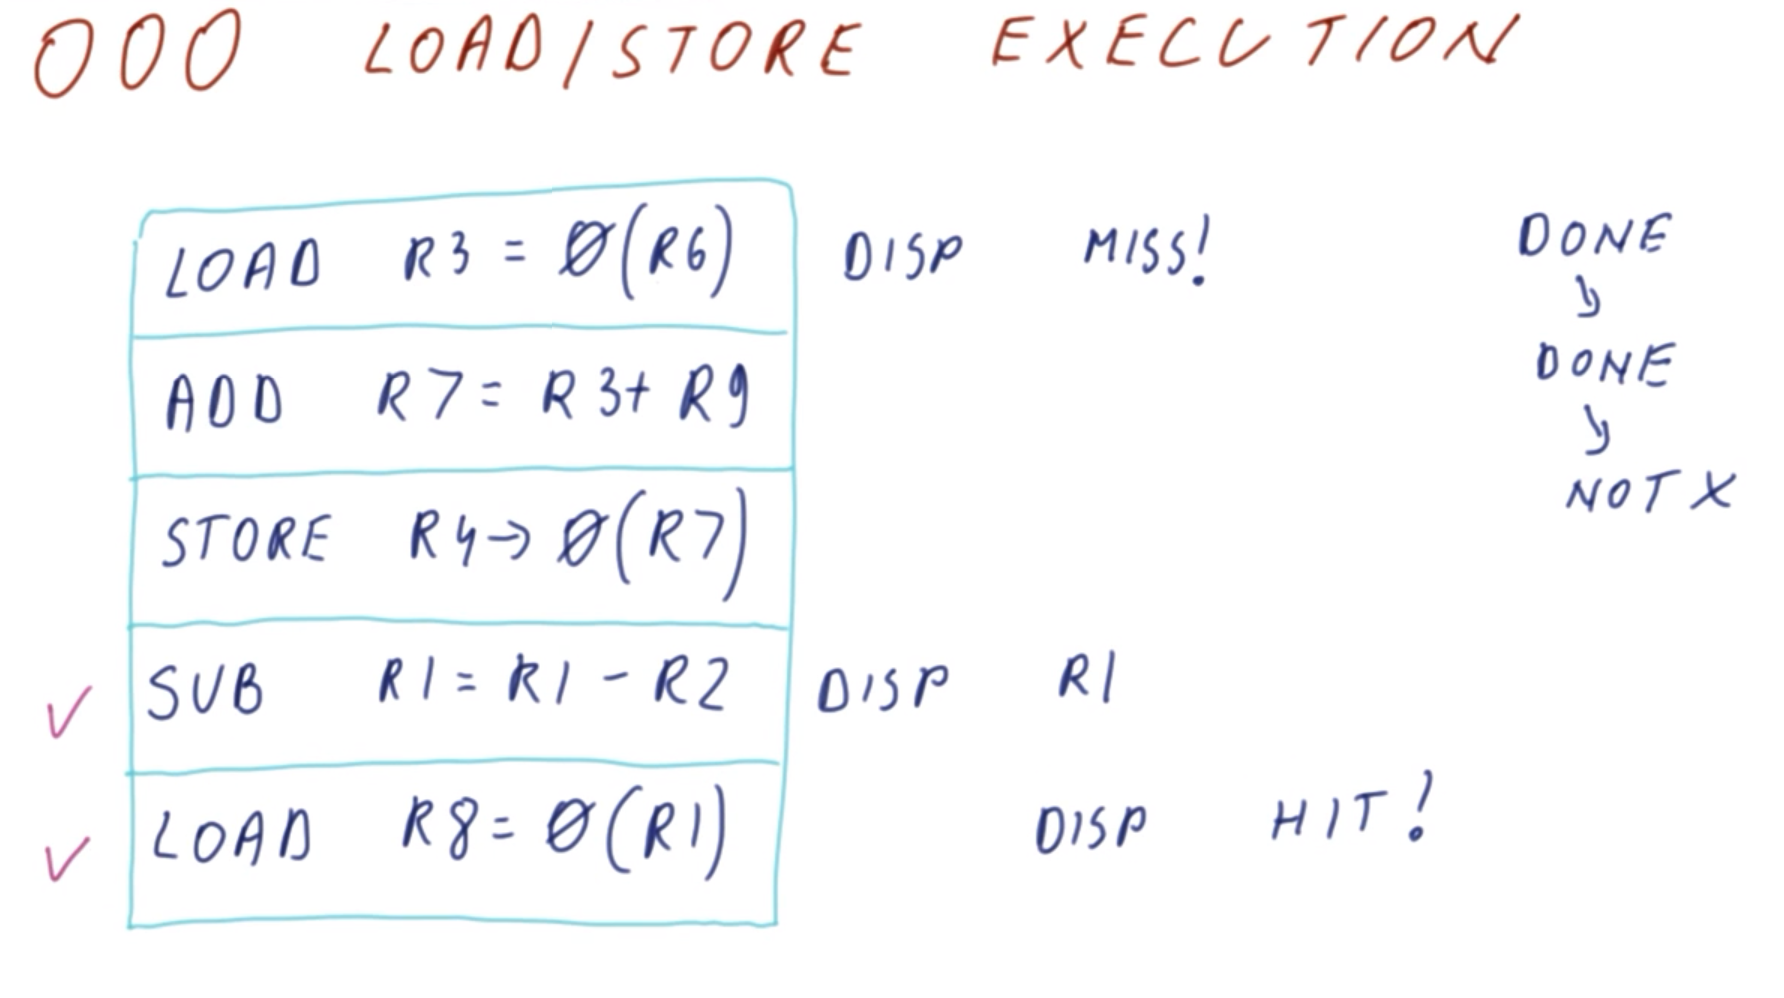 OOO LOAD/STORE EXECUTION
LOAD R3 = Ø(R6) DISP MISS! DONE
ADD R7 = R3+ R9 DONE
STORE R4→ Ø(R7) NOT X
✓ SUB R1 = R1 - R2 DISP R1
✓ LOAD R8 = Ø(R1) DISP HIT!